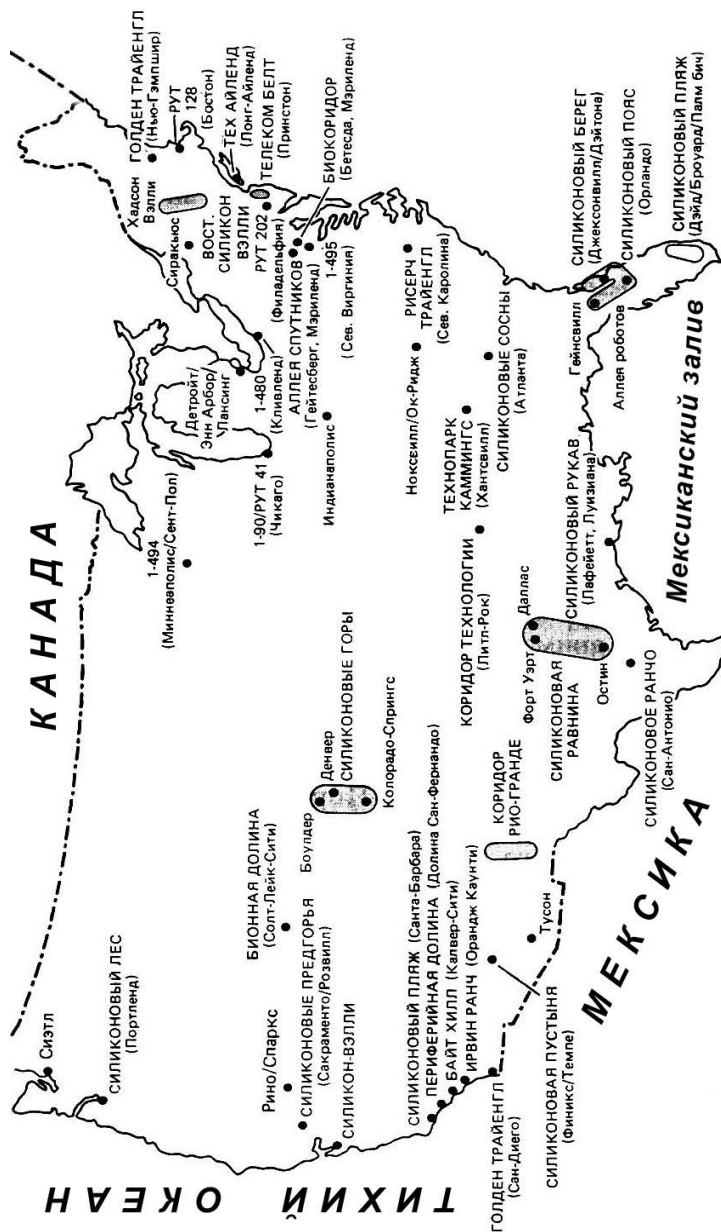 КАНАДА
МЕКСИКА
ТИХИЙ ОКЕАН
Мексиканский залив
Сиэтл
СИЛИКОНОВЫЙ ЛЕС
(Портленд)
Рино/Спаркс
СИЛИКОНОВЫЕ ПРЕДГОРЬЯ
(Сакраменто/Розвилл)
СИЛИКОН-ВЭЛЛИ
БИОННАЯ ДОЛИНА
(Солт-Лейк-Сити)
Боулдер
Денвер
СИЛИКОНОВЫЕ ГОРЫ
Колорадо-Спрингс
СИЛИКОНОВЫЙ ПЛЯЖ (Санта-Барбара)
ПЕРИФЕРИЙНАЯ ДОЛИНА (Долина Сан-Фернандо)
БАЙТ ХИЛЛ (Калвер-Сити)
ИРВИН РАНЧ (Орандж Каунти)
ГОЛДЕН ТРАЙЕНГЛ
(Сан-Диего)
СИЛИКОНОВАЯ ПУСТЫНЯ
(Финикс/Темпе)
Тусон
КОРИДОР
РИО-ГРАНДЕ
1-494
(Миннеаполис/Сент-Пол)
1-90/РУТ 41
(Чикаго)
Детройт/
Энн Арбор/
Лансинг
1-480
(Кливленд)
Индианаполис
КОРИДОР ТЕХНОЛОГИИ
(Литл-Рок)
Форт Уэрт
Даллас
СИЛИКОНОВАЯ
РАВНИНА
Остин
СИЛИКОНОВОЕ РАНЧО
(Сан-Антонио)
СИЛИКОНОВЫЙ РУКАВ
(Лафейетт, Луизиана)
ТЕХНОПАРК
КАММИНГС
(Хантсвилл)
Ноксвилл/Ок-Ридж
СИЛИКОНОВЫЕ СОСНЫ
(Атланта)
РИСЕРЧ
ТРАЙЕНГЛ
(Сев. Каролина)
Гейнсвилл
Аллея роботов
СИЛИКОНОВЫЙ БЕРЕГ
(Джексонвилл/Дэйтона)
СИЛИКОНОВЫЙ ПОЯС
(Орландо)
СИЛИКОНОВЫЙ ПЛЯЖ
(Дэйд/Броуард/Палм бич)
Хадсон
Вэлли
Сиракьюс
ВОСТ.
СИЛИКОН
ВЭЛЛИ
РУТ 202
(Филадельфия)
АЛЛЕЯ СПУТНИКОВ
(Гейтесберг, Мэриленд)
1-495
(Сев. Виргиния)
ГОЛДЕН ТРАЙЕНГЛ
(Нью-Гэмпшир)
РУТ
128
(Бостон)
ТЕХ АЙЛЕНД
(Лонг-Айленд)
ТЕЛЕКОМ БЕЛТ
(Принстон)
БИОКОРИДОР
(Бетесда, Мэриленд)